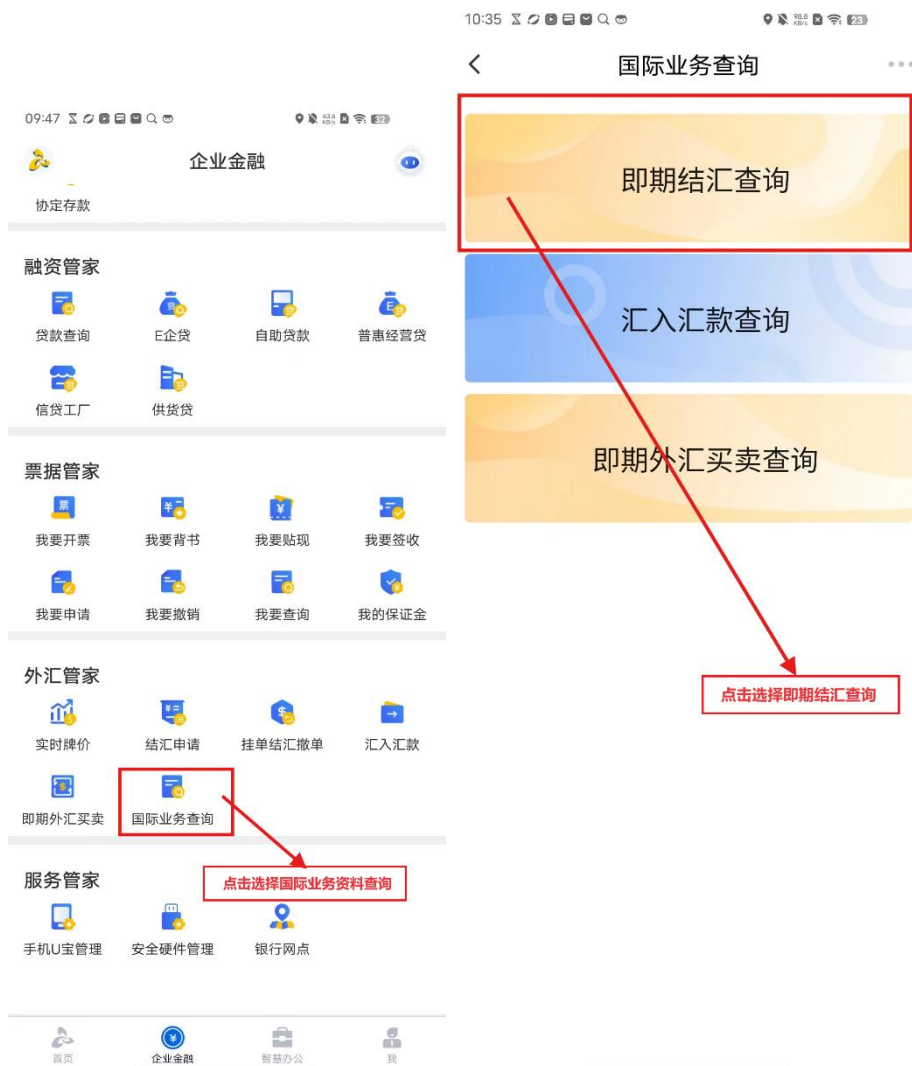 09:47
63.6 KB/s
32
企业金融
协定存款
融资管家
贷款查询 E企贷 自助贷款 普惠经营贷
信贷工厂 供货贷
票据管家
我要开票 我要背书 我要贴现 我要签收
我要申请 我要撤销 我要查询 我的保证金
外汇管家
实时牌价 结汇申请 挂单结汇撤单 汇入汇款
即期外汇买卖 国际业务查询
点击选择国际业务资料查询
服务管家
手机U宝管理 安全硬件管理 银行网点
首页 企业金融 智慧办公 我
10:35
98.8 KB/s
23
国际业务查询
即期结汇查询
汇入汇款查询
即期外汇买卖查询
点击选择即期结汇查询